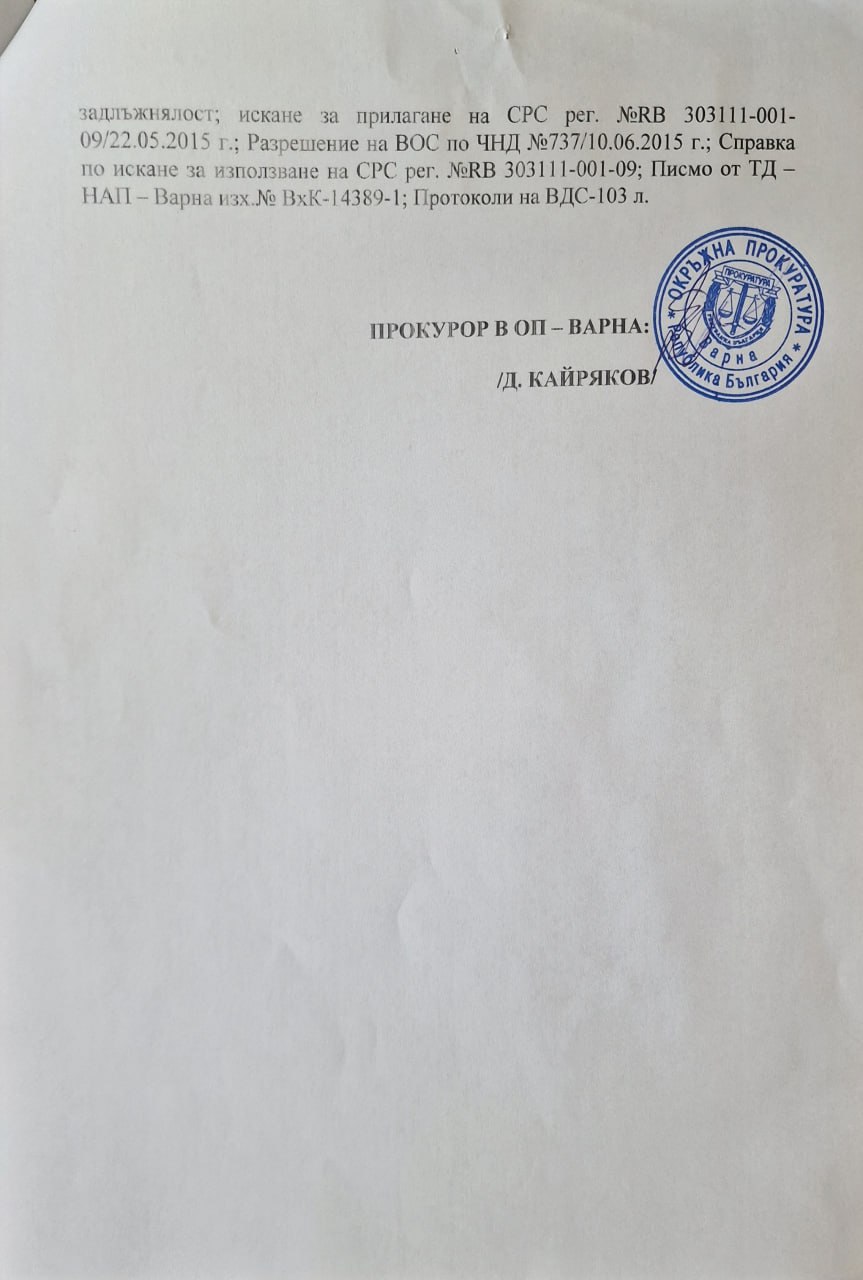 задлъжнялост; искане за прилагане на СРС рег. №RB 303111-001-
09/22.05.2015 г.; Разрешение на ВОС по ЧНД №737/10.06.2015 г.; Справка
по искане за използване на СРС рег. №RB 303111-001-09; Писмо от ТД –
НАП – Варна изх.№ ВхК-14389-1; Протоколи на ВДС-103 л.
ПРОКУРОР В ОП – ВАРНА:
/Д. КАЙРЯКОВ/
* ОКРЪЖНА ПРОКУРАТУРА *
Република България
Варна
ПРОКУРАТУРА